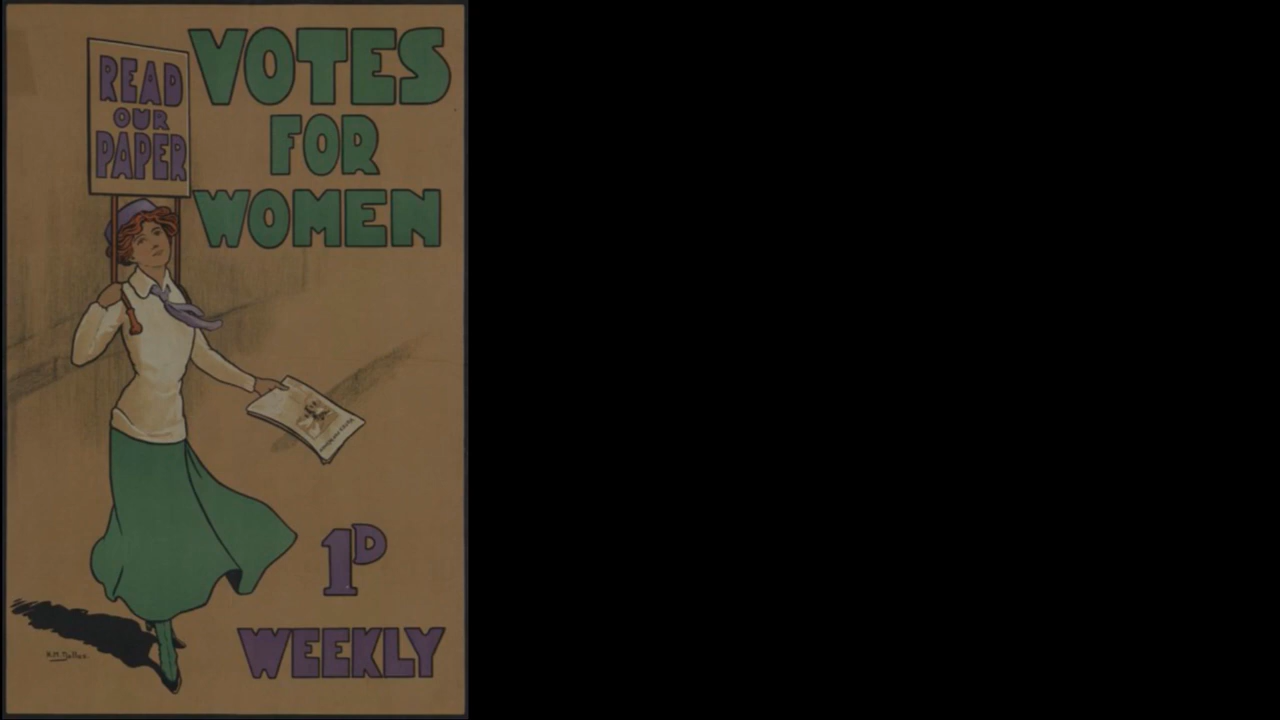 READ
OUR
PAPER
VOTES
FOR
WOMEN
1D
WEEKLY